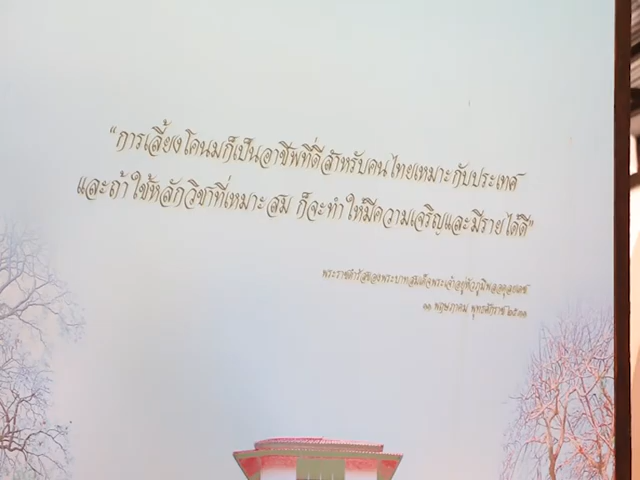 “การเลี้ยงโคนมก็เป็นอาชีพที่ดีสำหรับคนไทยเหมาะกับประเทศ
และถ้าใช้หลักวิชาที่เหมาะสม ก็จะทำให้มีความเจริญและมีรายได้ดี”
พระราชดำรัสของพระบาทสมเด็จพระเจ้าอยู่หัวภูมิพลอดุลยเดช
พฤษภาคม พุทธศักราช